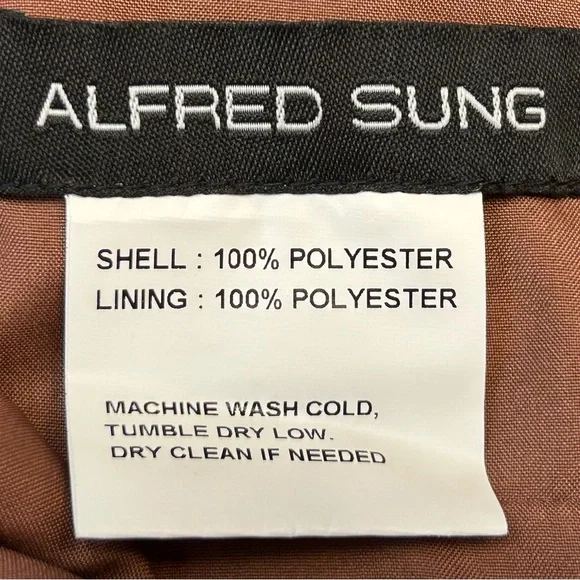 ALFRED SUNG
SHELL : 100% POLYESTER
LINING : 100% POLYESTER
MACHINE WASH COLD,
TUMBLE DRY LOW.
DRY CLEAN IF NEEDED